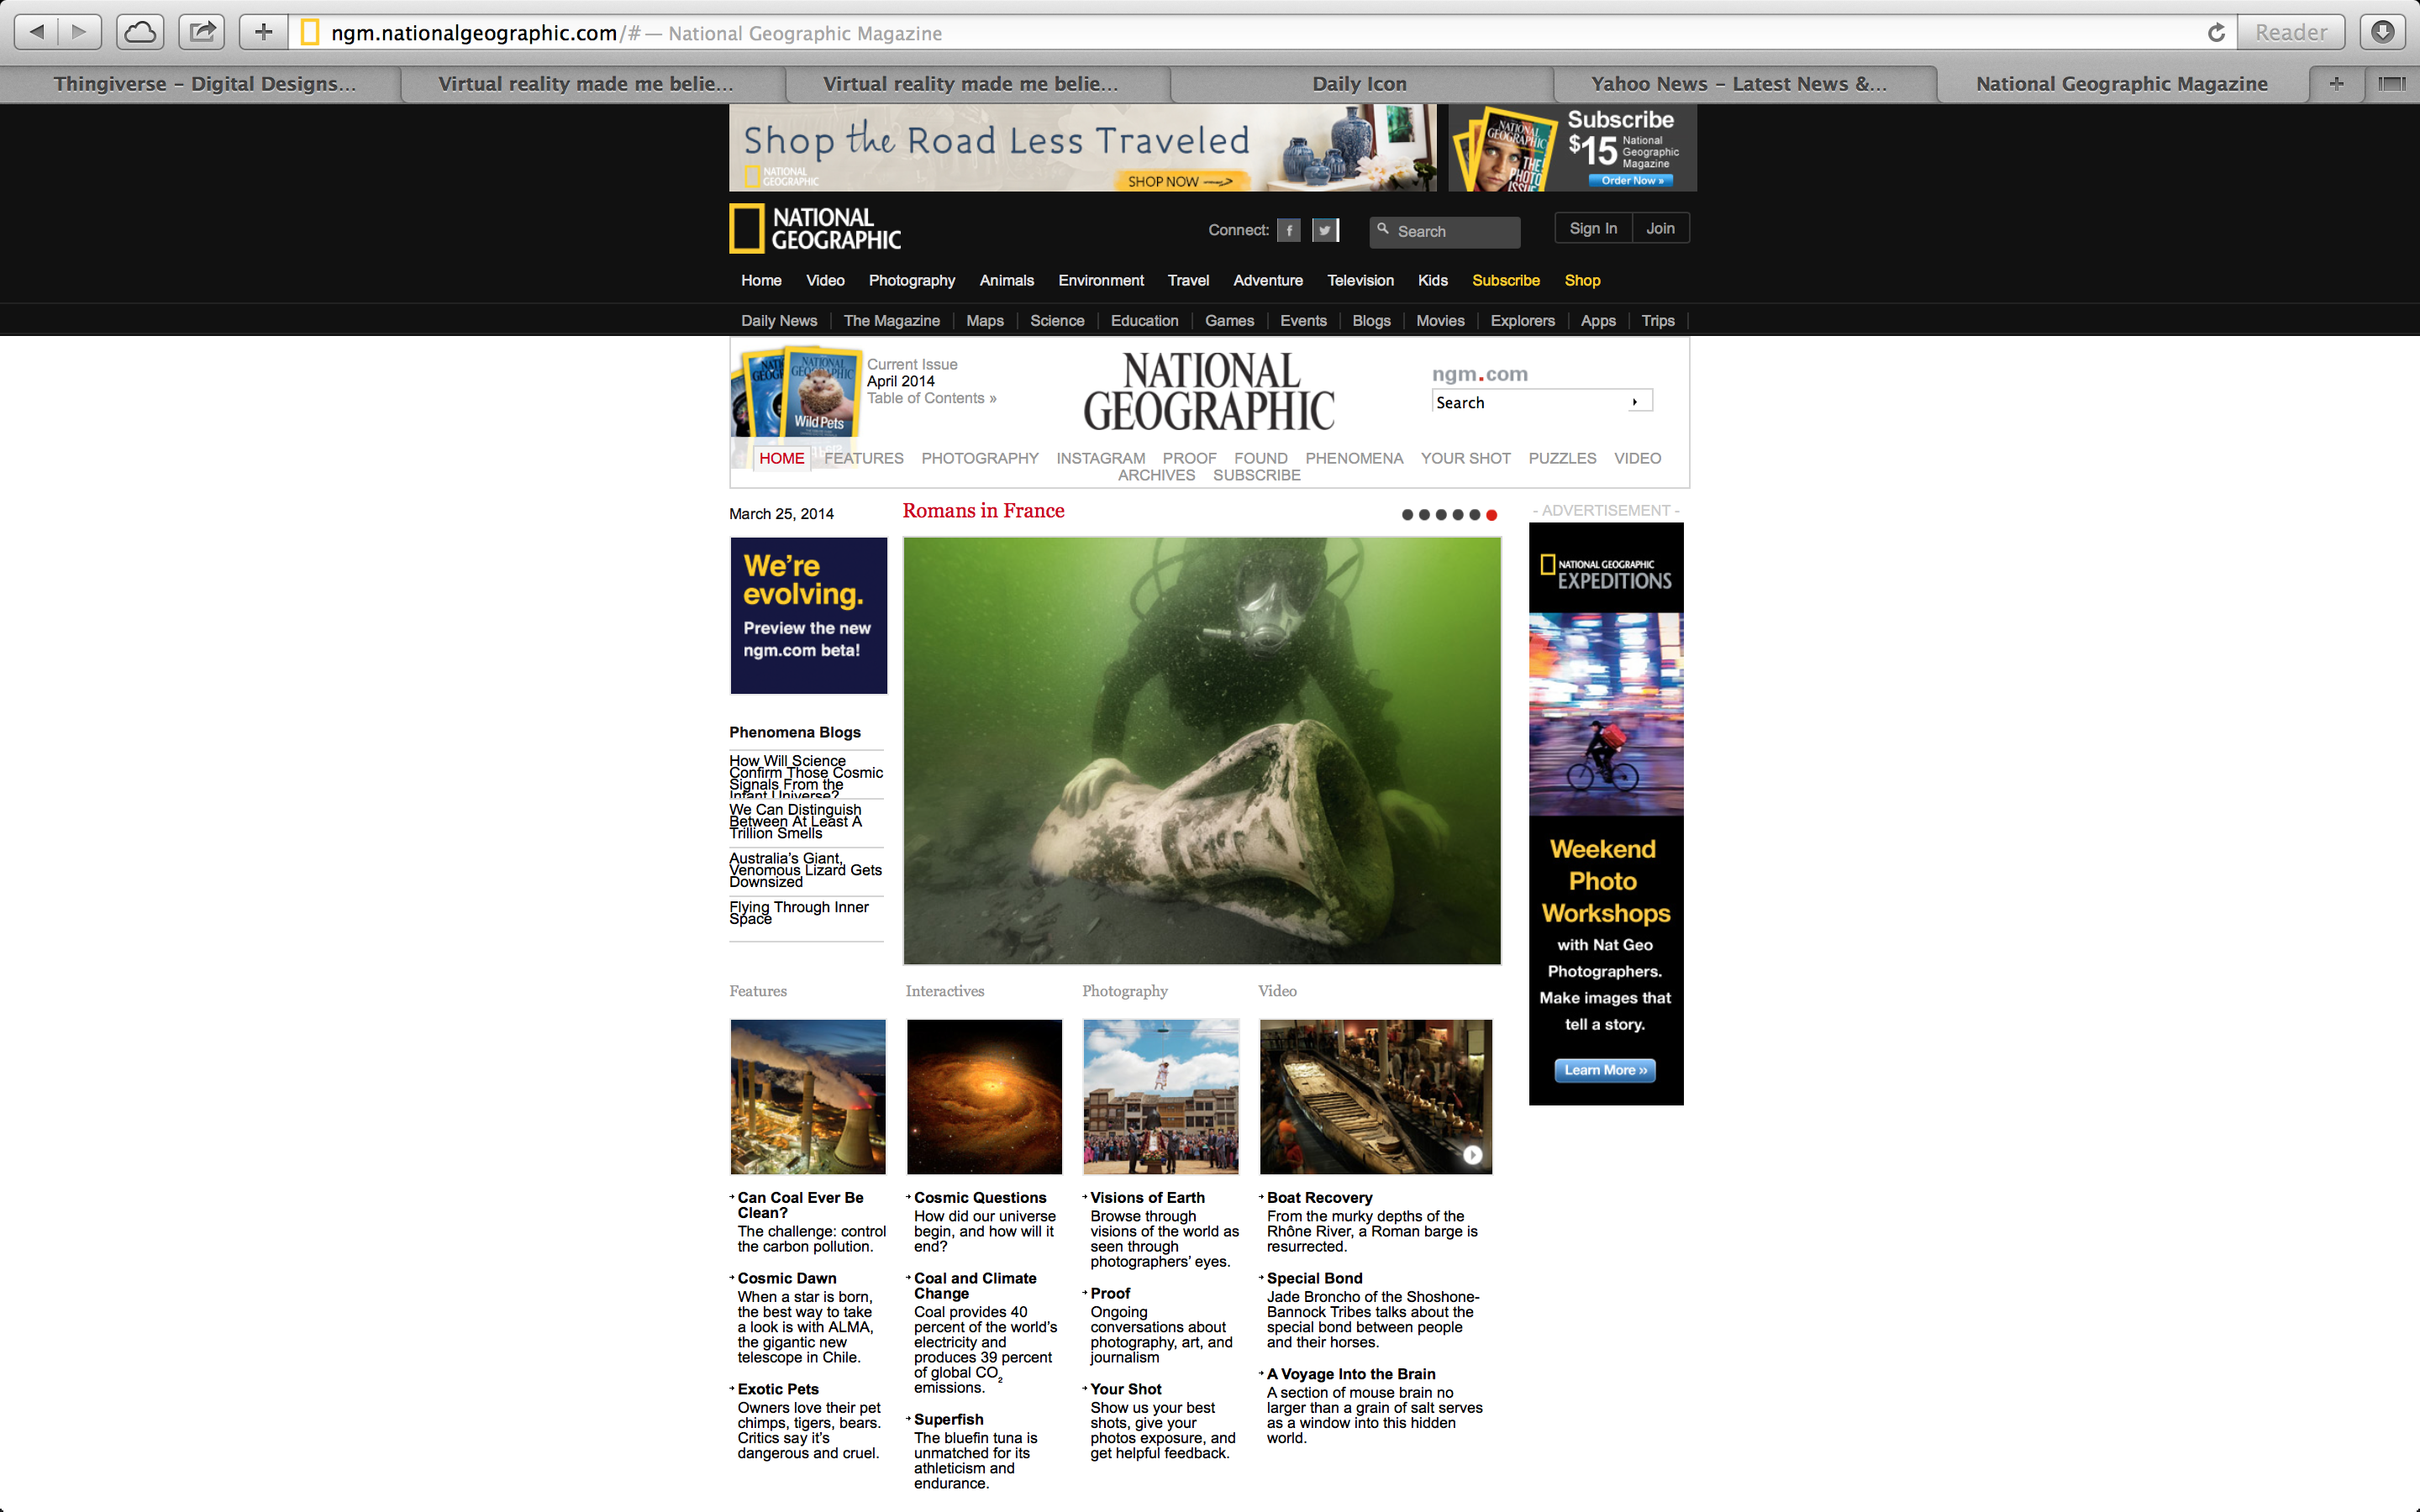 ngm.nationalgeographic.com/# — National Geographic Magazine
Reader
Thingiverse – Digital Designs...
Virtual reality made me belie...
Virtual reality made me belie...
Daily Icon
Yahoo News – Latest News &...
National Geographic Magazine
Shop the Road Less Traveled
NATIONAL
GEOGRAPHIC
SHOP NOW
NATIONAL
GEOGRAPHIC
THE
PHOTO
ISSUE
Subscribe
$15 National
Geographic
Magazine
Order Now »
NATIONAL
GEOGRAPHIC
Connect:
Search
Sign In
Join
Home Video Photography Animals Environment Travel Adventure Television Kids Subscribe Shop
Daily News The Magazine Maps Science Education Games Events Blogs Movies Explorers Apps Trips
Wild Pets
Current Issue
April 2014
Table of Contents »
NATIONAL
GEOGRAPHIC
ngm.com
Search
HOME FEATURES PHOTOGRAPHY INSTAGRAM PROOF FOUND PHENOMENA YOUR SHOT PUZZLES VIDEO
ARCHIVES SUBSCRIBE
March 25, 2014
We're
evolving.
Preview the new
ngm.com beta!
Phenomena Blogs
How Will Science
Confirm Those Cosmic
Signals From the
Infant Universe?
We Can Distinguish
Between At Least A
Trillion Smells
Australia's Giant,
Venomous Lizard Gets
Downsized
Flying Through Inner
Space
Romans in France
- ADVERTISEMENT -
NATIONAL GEOGRAPHIC
EXPEDITIONS
Weekend
Photo
Workshops
with Nat Geo
Photographers.
Make images that
tell a story.
Learn More »
Features
Can Coal Ever Be
Clean?
The challenge: control
the carbon pollution.
Cosmic Dawn
When a star is born,
the best way to take
a look is with ALMA,
the gigantic new
telescope in Chile.
Exotic Pets
Owners love their pet
chimps, tigers, bears.
Critics say it's
dangerous and cruel.
Interactives
Cosmic Questions
How did our universe
begin, and how will it
end?
Coal and Climate
Change
Coal provides 40
percent of the world's
electricity and
produces 39 percent
of global CO2
emissions.
Superfish
The bluefin tuna is
unmatched for its
athleticism and
endurance.
Photography
Visions of Earth
Browse through
visions of the world as
seen through
photographers' eyes.
Proof
Ongoing
conversations about
photography, art, and
journalism
Your Shot
Show us your best
shots, give your
photos exposure, and
get helpful feedback.
Video
Boat Recovery
From the murky depths of the
Rhône River, a Roman barge is
resurrected.
Special Bond
Jade Broncho of the Shoshone-
Bannock Tribes talks about the
special bond between people
and their horses.
A Voyage Into the Brain
A section of mouse brain no
larger than a grain of salt serves
as a window into this hidden
world.